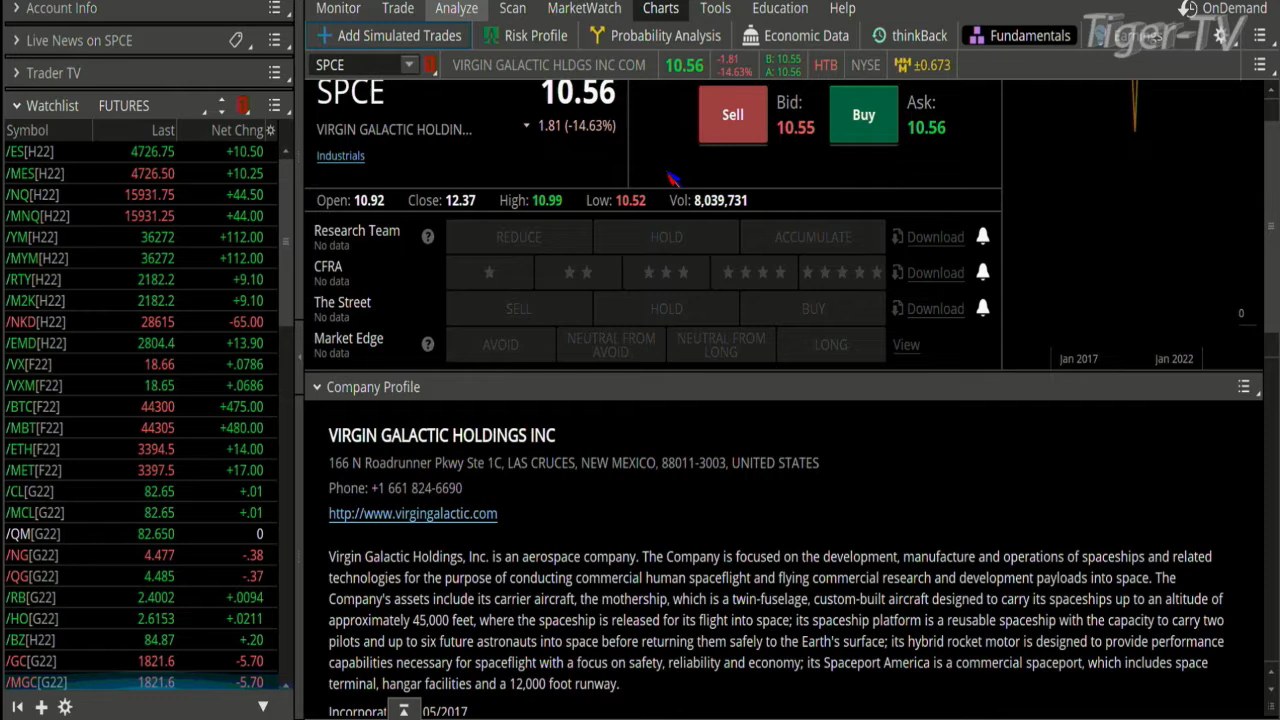 Account Info
Monitor Trade Analyze Scan MarketWatch Charts Tools Education Help
OnDemand
Tiger-TV
Live News on SPCE
Add Simulated Trades Risk Profile Probability Analysis Economic Data thinkBack Fundamentals Earnings
Trader TV
SPCE VIRGIN GALACTIC HLDGS INC COM 10.56 -1.81 -14.63% B: 10.55 A: 10.56 HTB NYSE ±0.673
Watchlist FUTURES
Symbol Last Net Chng
/ES[H22] 4726.75 +10.50
/MES[H22] 4726.50 +10.25
/NQ[H22] 15931.75 +44.00
/MNQ[H22] 15931.25 +44.00
/YM[H22] 36272 +112.00
/MYM[H22] 36272 +112.00
/RTY[H22] 2182.2 +9.10
/M2K[H22] 2182.2 +9.10
/NKD[H22] 28615 -65.00
/EMD[H22] 2804.4 +13.90
/VX[F22] 18.66 +.0786
/VXM[F22] 18.65 +.0686
/BTC[F22] 44300 +475.00
/MBT[F22] 44305 +480.00
/ETH[F22] 3394.5 +14.00
/MET[F22] 3397.5 +17.00
/CL[G22] 82.65 +.01
/MCL[G22] 82.65 +.01
/QM[G22] 82.650 0
/NG[G22] 4.477 -.38
/QG[G22] 4.485 -.37
/RB[G22] 2.4002 +.0094
/HO[G22] 2.6153 +.0211
/BZ[H22] 84.87 +.20
/GC[G22] 1821.6 -5.70
/MGC[G22] 1821.6 -5.70
SPCE 10.56
VIRGIN GALACTIC HOLDIN... 1.81 (-14.63%)
Industrials
Sell Bid: 10.55 Buy Ask: 10.56
Open: 10.92 Close: 12.37 High: 10.99 Low: 10.52 Vol: 8,039,731
Research Team No data ? REDUCE HOLD ACCUMULATE Download
CFRA No data Download
The Street No data SELL HOLD BUY Download
Market Edge No data ? AVOID NEUTRAL FROM AVOID NEUTRAL FROM LONG LONG View
0
Jan 2017 Jan 2022
Company Profile
VIRGIN GALACTIC HOLDINGS INC
166 N Roadrunner Pkwy Ste 1C, LAS CRUCES, NEW MEXICO, 88011-3003, UNITED STATES
Phone: +1 661 824-6690
http://www.virgingalactic.com
Virgin Galactic Holdings, Inc. is an aerospace company. The Company is focused on the development, manufacture and operations of spaceships and related
technologies for the purpose of conducting commercial human spaceflight and flying commercial research and development payloads into space. The
Company's assets include its carrier aircraft, the mothership, which is a twin-fuselage, custom-built aircraft designed to carry its spaceships up to an altitude of
approximately 45,000 feet, where the spaceship is released for its flight into space; its spaceship platform is a reusable spaceship with the capacity to carry two
pilots and up to six future astronauts into space before returning them safely to the Earth's surface; its hybrid rocket motor is designed to provide performance
capabilities necessary for spaceflight with a focus on safety, reliability and economy; its Spaceport America is a commercial spaceport, which includes space
terminal, hangar facilities and a 12,000 foot runway.
Incorporat 05/2017